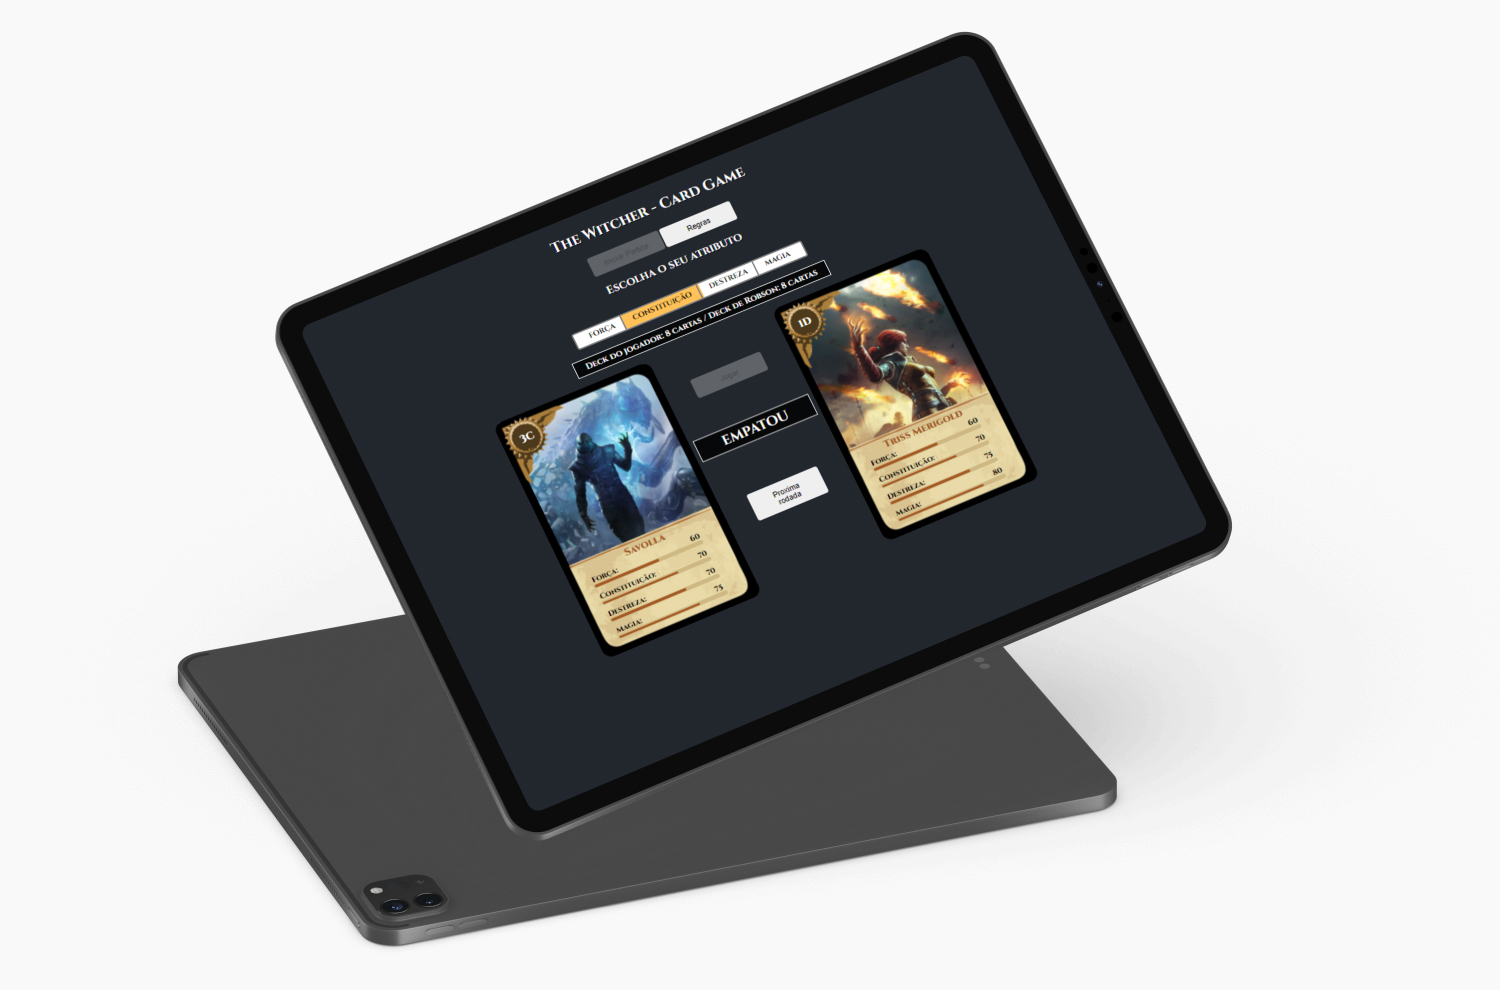 The Witcher - Card Game
Iniciar Partida
Regras
Escolha o seu atributo
Força
Constituição
Destreza
Magia
Deck do jogador: 8 cartas / Deck de Robson: 8 cartas
3C
Savolla
Força: 60
Constituição: 70
Destreza: 70
Magia: 75
Jogar
Empatou
Proxima
rodada
1D
Triss Merigold
Força: 60
Constituição: 70
Destreza: 75
Magia: 80